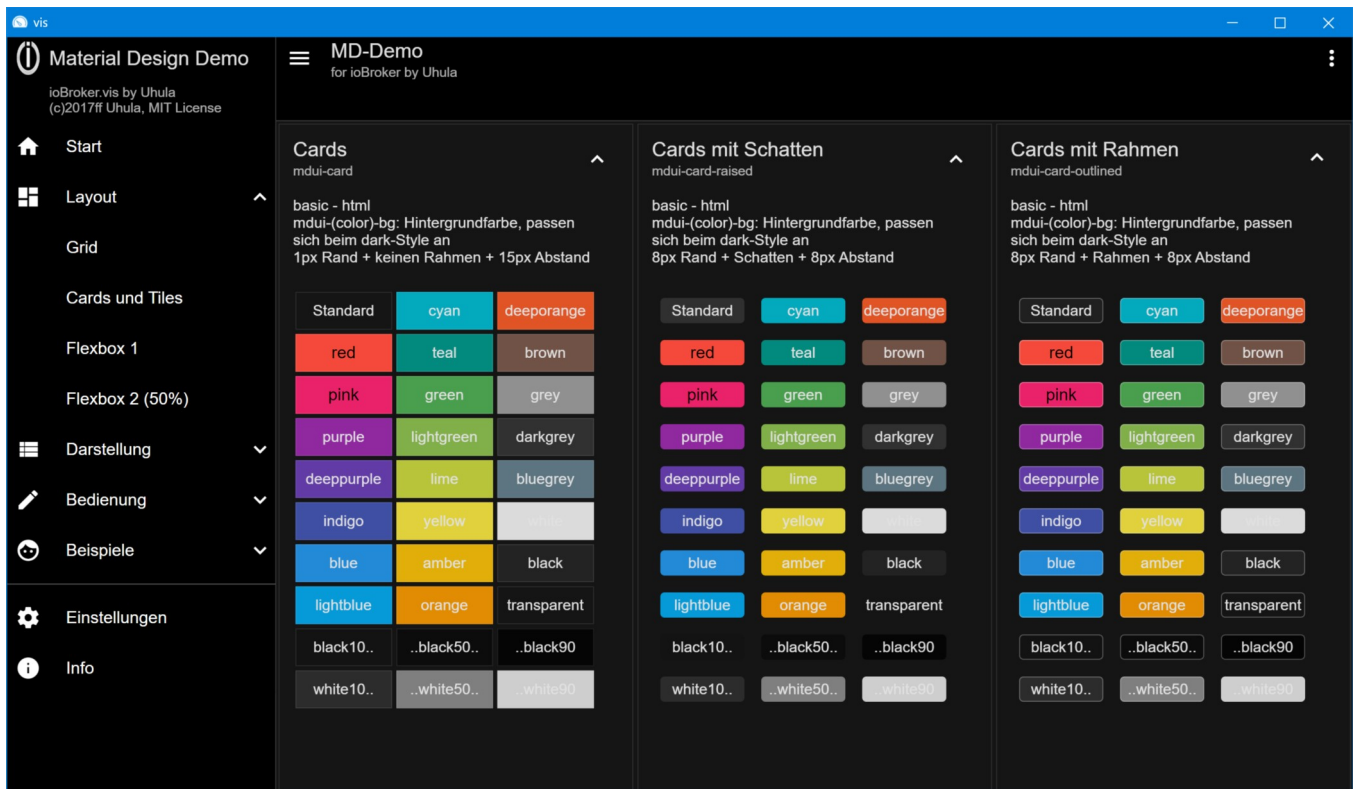 vis
Material Design Demo
ioBroker.vis by Uhula
(c)2017ff Uhula, MIT License
Start
Layout
Grid
Cards und Tiles
Flexbox 1
Flexbox 2 (50%)
Darstellung
Bedienung
Beispiele
Einstellungen
Info
MD-Demo
for ioBroker by Uhula
Cards
mdui-card
basic - html
mdui-(color)-bg: Hintergrundfarbe, passen
sich beim dark-Style an
1px Rand + keinen Rahmen + 15px Abstand
Standard cyan deeporange
red teal brown
pink green grey
purple lightgreen darkgrey
deeppurple lime bluegrey
indigo yellow white
blue amber black
lightblue orange transparent
black10.. ..black50.. ..black90
white10.. ..white50.. ..white90
Cards mit Schatten
mdui-card-raised
basic - html
mdui-(color)-bg: Hintergrundfarbe, passen
sich beim dark-Style an
8px Rand + Schatten + 8px Abstand
Standard cyan deeporange
red teal brown
pink green grey
purple lightgreen darkgrey
deeppurple lime bluegrey
indigo yellow white
blue amber black
lightblue orange transparent
black10.. ..black50.. ..black90
white10.. ..white50.. ..white90
Cards mit Rahmen
mdui-card-outlined
basic - html
mdui-(color)-bg: Hintergrundfarbe, passen
sich beim dark-Style an
8px Rand + Rahmen + 8px Abstand
Standard cyan deeporange
red teal brown
pink green grey
purple lightgreen darkgrey
deeppurple lime bluegrey
indigo yellow white
blue amber black
lightblue orange transparent
black10.. ..black50.. ..black90
white10.. ..white50.. ..white90